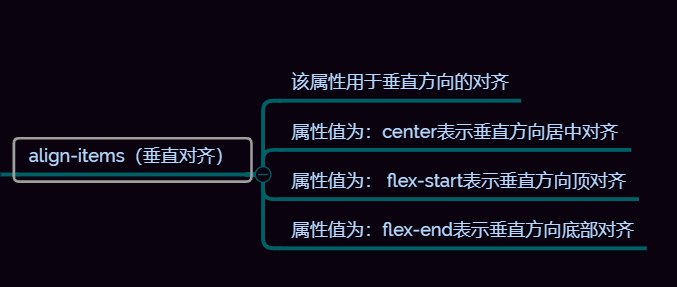 该属性用于垂直方向的对齐
align-items（垂直对齐）
属性值为：center表示垂直方向居中对齐
属性值为： flex-start表示垂直方向顶对齐
属性值为：flex-end表示垂直方向底部对齐